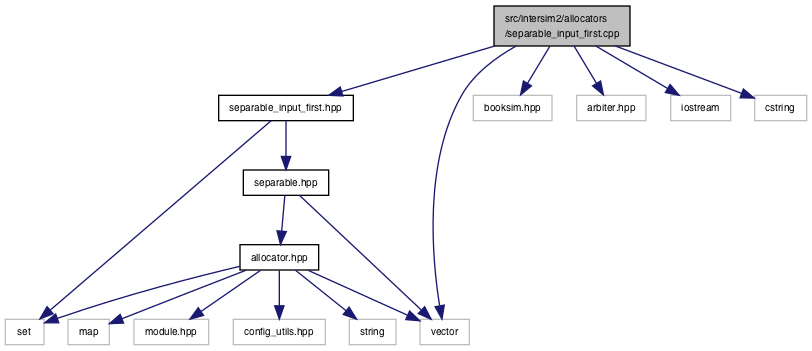 src/intersim2/allocators
/separable_input_first.cpp
separable_input_first.hpp
booksim.hpp
arbiter.hpp
iostream
cstring
separable.hpp
allocator.hpp
set
map
module.hpp
config_utils.hpp
string
vector